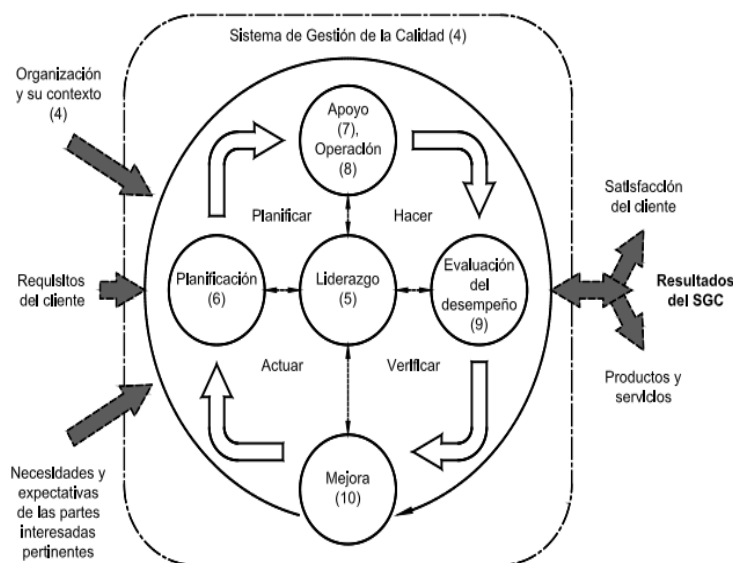 Sistema de Gestión de la Calidad (4)
Organización
y su contexto
(4)
Apoyo
(7),
Operación
(8)
Satisfacción
del cliente
Planificar
Hacer
Requisitos
del cliente
Planificación
(6)
Liderazgo
(5)
Evaluación
del
desempeño
(9)
Resultados
del SGC
Actuar
Verificar
Productos y
servicios
Mejora
(10)
Necesidades y
expectativas
de las partes
interesadas
pertinentes